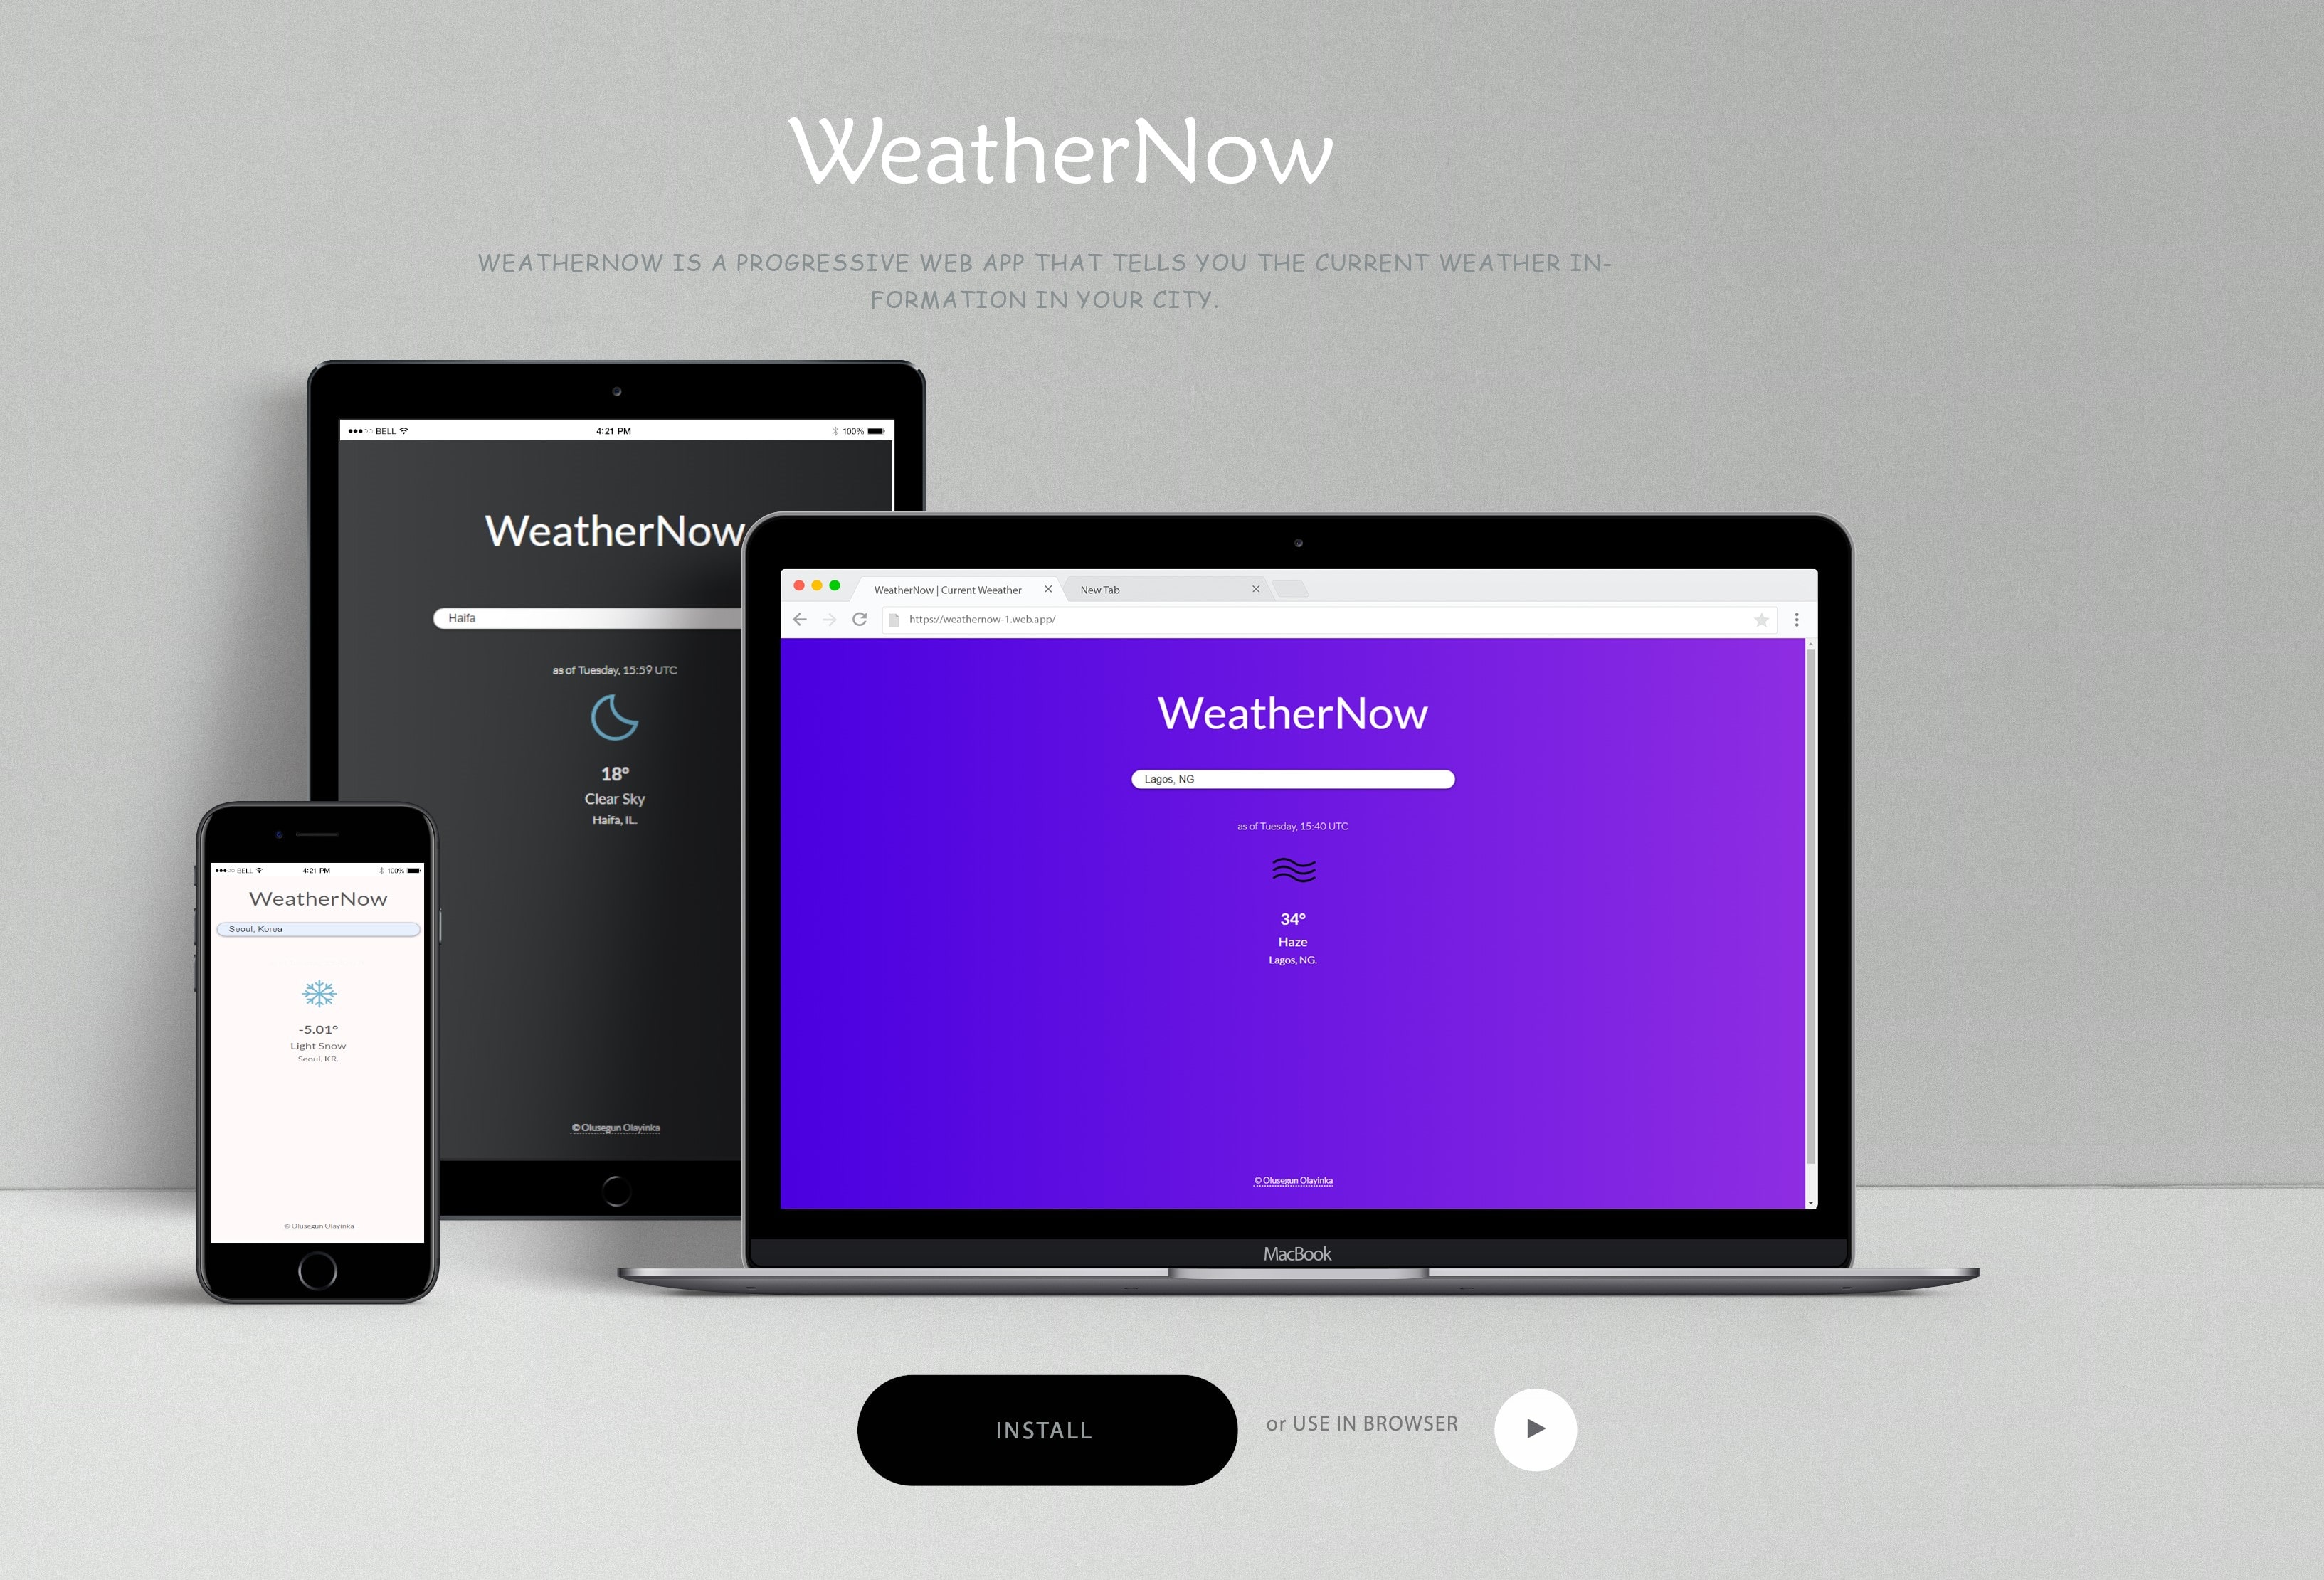 WeatherNow
WEATHERNOW IS A PROGRESSIVE WEB APP THAT TELLS YOU THE CURRENT WEATHER IN-
FORMATION IN YOUR CITY.
BELL 4:21 PM 100%
WeatherNow
Haifa
as of Tuesday, 15:59 UTC
18°
Clear Sky
Haifa, IL.
© Olusegun Olayinka
WeatherNow | Current Weeather
New Tab
https://weathernow-1.web.app/
WeatherNow
Lagos, NG
as of Tuesday, 15:40 UTC
34°
Haze
Lagos, NG.
© Olusegun Olayinka
MacBook
BELL 4:21 PM 100%
WeatherNow
Seoul, Korea
-5.01°
Light Snow
Seoul, KR.
© Olusegun Olayinka
INSTALL
or USE IN BROWSER